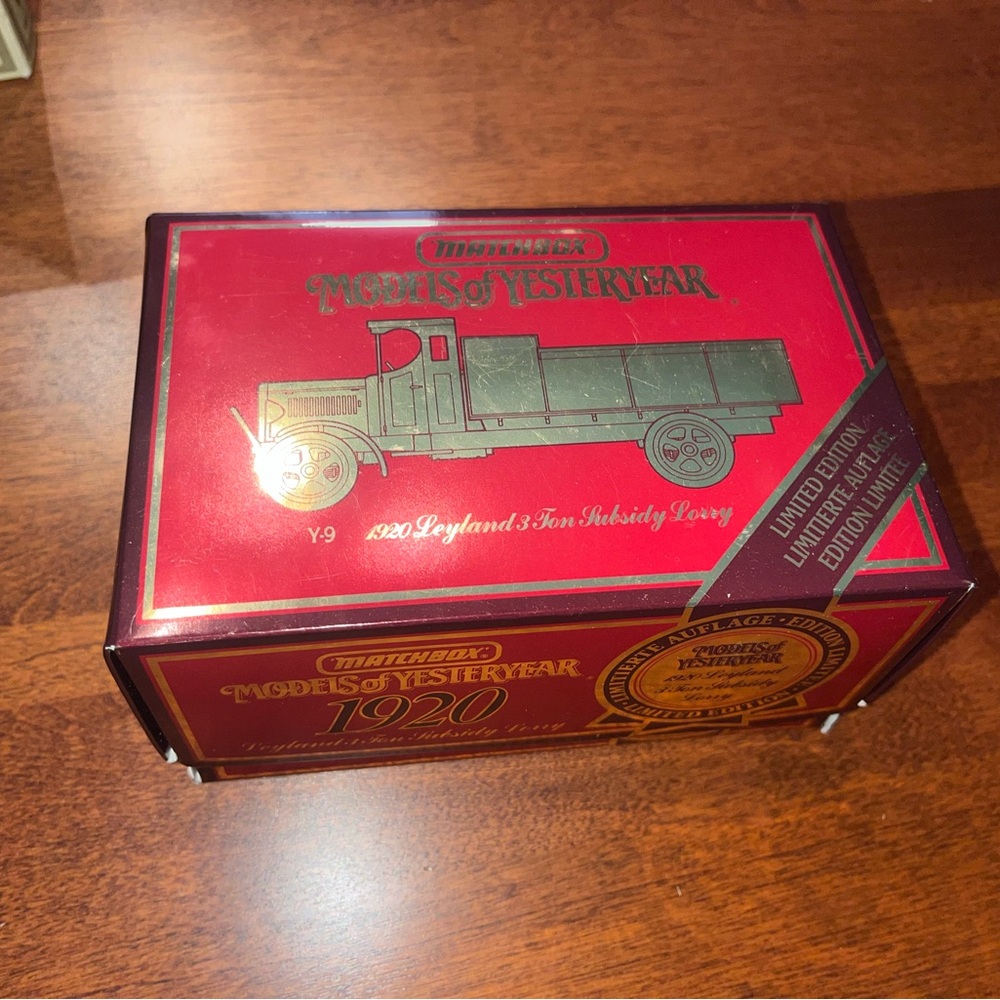 MATCHBOX
MODELS of YESTERYEAR
Y-9 1920 Leyland 3 Ton Subsidy Lorry
LIMITED EDITION
LIMITIERTE AUFLAGE
EDITION LIMITEE
MATCHBOX
MODELS of YESTERYEAR
1920
Leyland 3 Ton Subsidy Lorry
LIMITIERTE AUFLAGE • EDITION LIMITEE • LIMITED EDITION •
MODELS of
YESTERYEAR
1920 Leyland
3 Ton Subsidy
Lorry